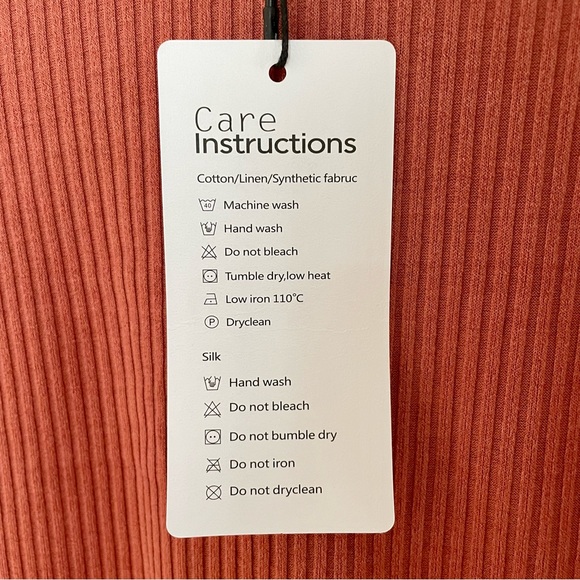 Care
Instructions
Cotton/Linen/Synthetic fabruc
40 Machine wash
Hand wash
Do not bleach
Tumble dry,low heat
Low iron 110°C
P Dryclean
Silk
Hand wash
Do not bleach
Do not bumble dry
Do not iron
Do not dryclean